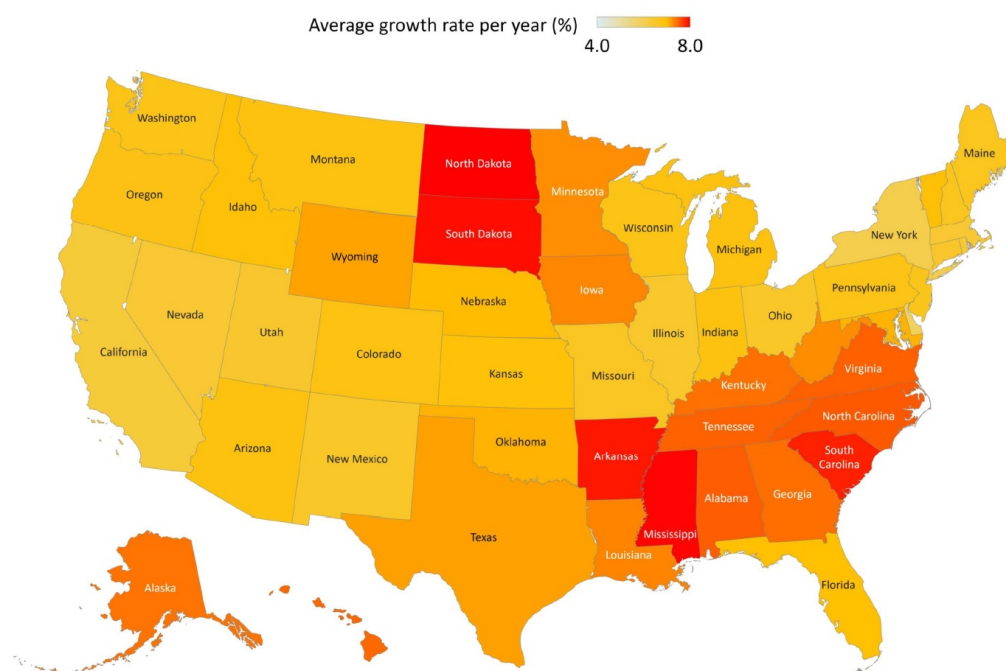 Average growth rate per year (%)
4.0 8.0
Washington
Montana
North Dakota
Minnesota
Maine
Oregon
Idaho
Wisconsin
Michigan
New York
South Dakota
Wyoming
Iowa
Nebraska
Pennsylvania
Nevada
Utah
Illinois
Indiana
Ohio
California
Colorado
Kansas
Missouri
Kentucky
Virginia
Arizona
New Mexico
Oklahoma
Arkansas
Tennessee
North Carolina
South
Carolina
Mississippi
Alabama
Georgia
Texas
Louisiana
Florida
Alaska